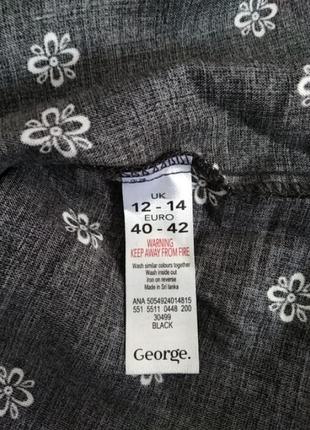 UK
12 - 14
EURO
40 - 42
WARNING
KEEP AWAY FROM FIRE
Wash similar colours together
Wash inside out
iron on reverse
Made in Sri lanka
ANA 5054924014815
551 5511 0448 200
30499
BLACK
George.